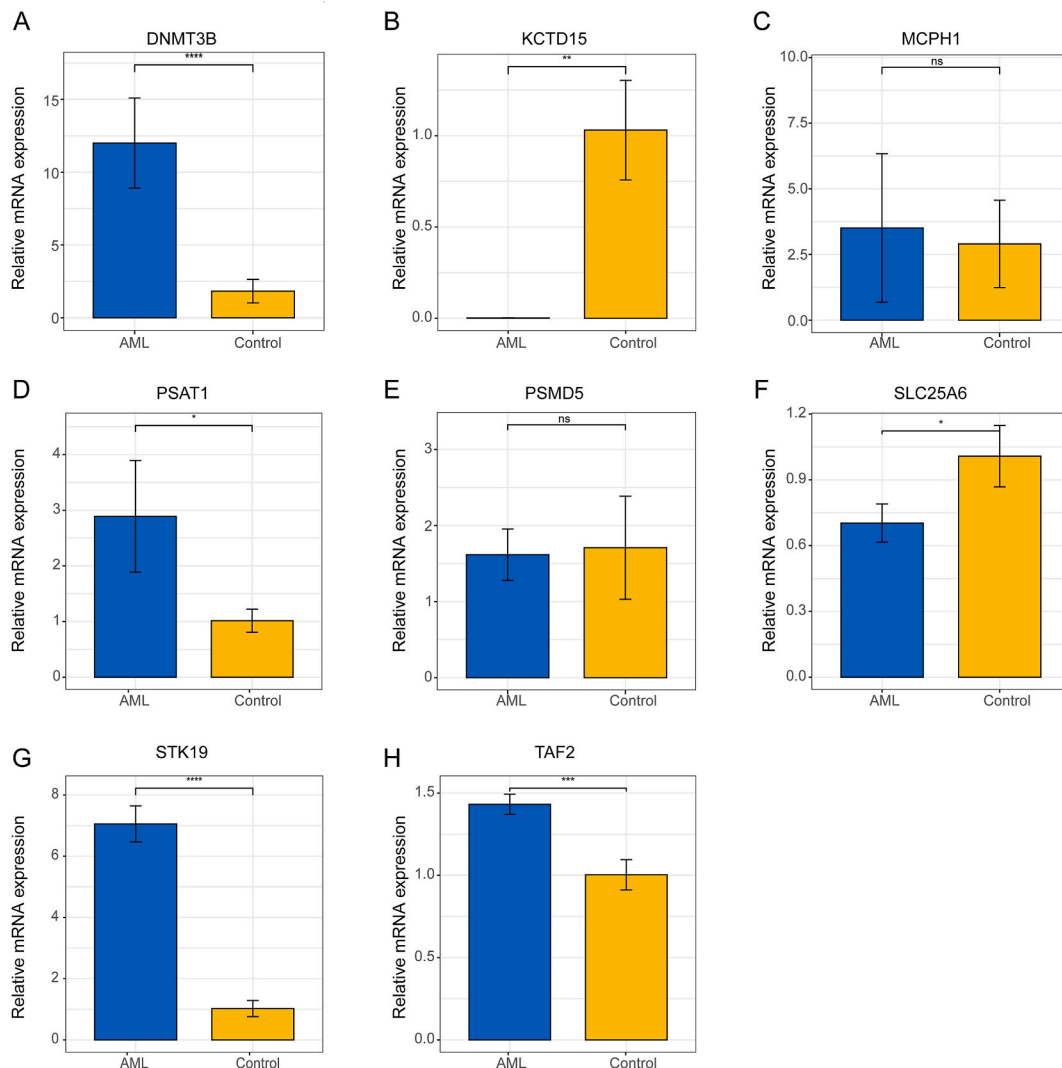 A
DNMT3B
Relative mRNA expression
****
15
10
5
0
AML Control
B
KCTD15
Relative mRNA expression
**
1.0
0.5
0.0
AML Control
C
MCPH1
Relative mRNA expression
ns
10.0
7.5
5.0
2.5
0.0
AML Control
D
PSAT1
Relative mRNA expression
*
4
3
2
1
0
AML Control
E
PSMD5
Relative mRNA expression
ns
3
2
1
0
AML Control
F
SLC25A6
Relative mRNA expression
*
1.2
0.9
0.6
0.3
0.0
AML Control
G
STK19
Relative mRNA expression
****
8
6
4
2
0
AML Control
H
TAF2
Relative mRNA expression
***
1.5
1.0
0.5
0.0
AML Control